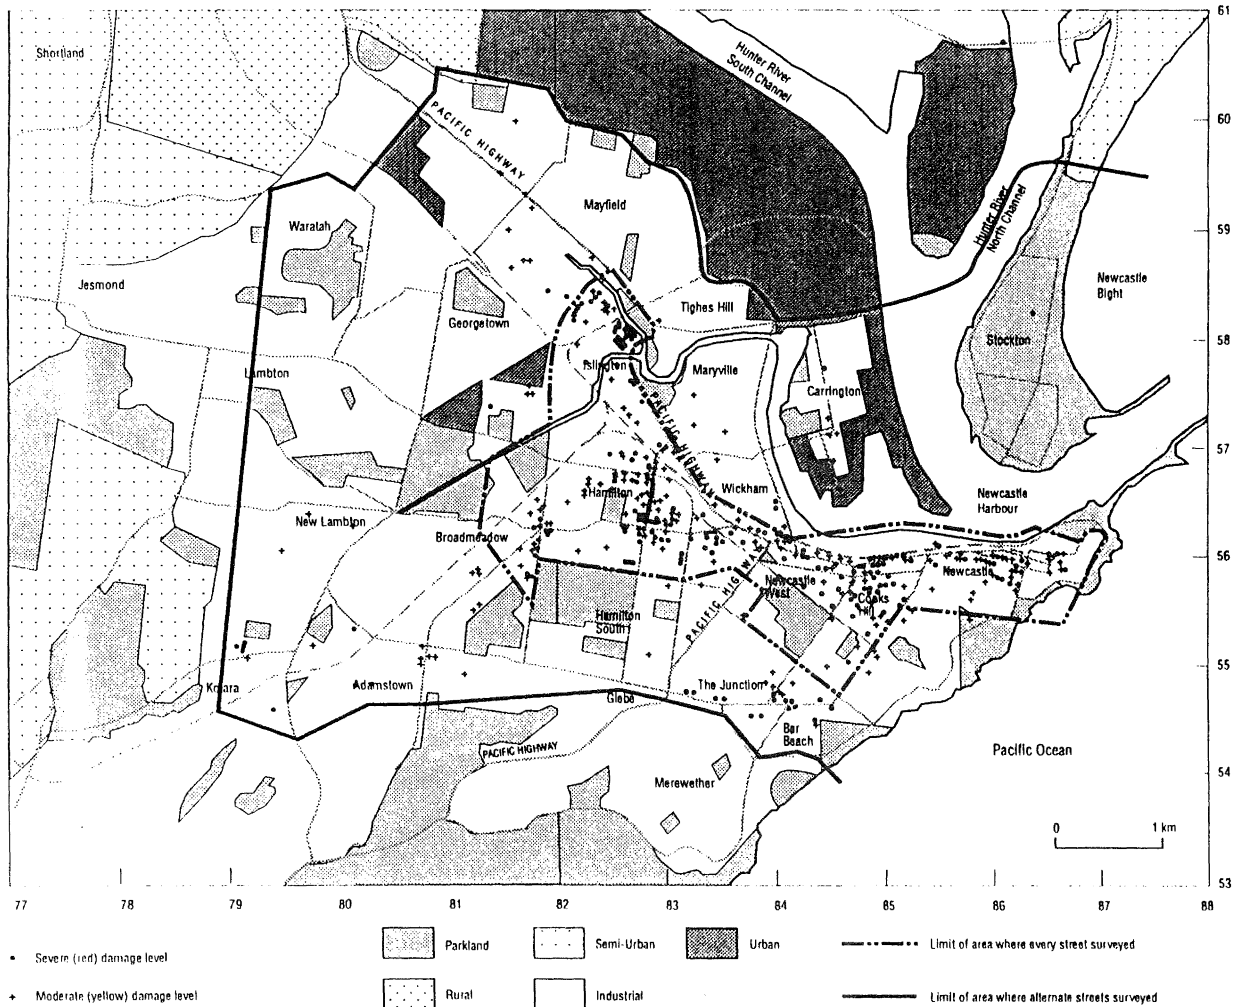 61
Shortland
Hunter River
South Channel
PACIFIC HIGHWAY
60
Mayfield
Hunter River
North Channel
Waratah
59
Jesmond
Newcastle
Bight
Tighes Hill
Georgetown
58
Stockton
Islington
Maryville
Lambton
Carrington
PACIFIC HIGHWAY
57
Hamilton
Wickham
Newcastle
Harbour
New Lambton
Broadmeadow
56
Newcastle
West
Newcastle
Cooks
Hill
PACIFIC HIGHWAY
Hamilton
South
55
Kotara
Adamstown
The Junction
Glebe
Bar
Beach
PACIFIC HIGHWAY
Pacific Ocean
54
Merewether
0 1 km
53
77 78 79 80 81 82 83 84 85 86 87 88
Parkland Semi-Urban Urban Limit of area where every street surveyed
Severe (red) damage level
Moderate (yellow) damage level Rural Industrial Limit of area where alternate streets surveyed